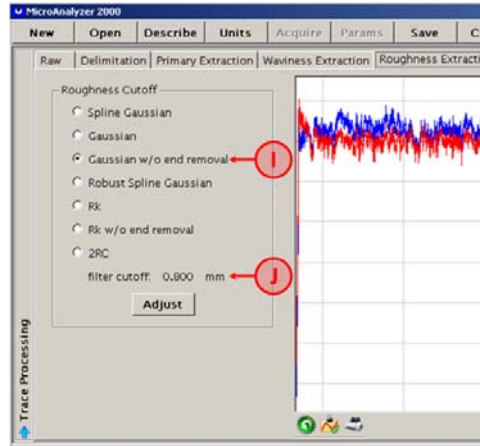 MicroAnalyzer 2000
New Open Describe Units Acquire Params Save C
Raw Delimitation Primary Extraction Waviness Extraction Roughness Extracti
Roughness Cutoff
Spline Gaussian
Gaussian
Gaussian w/o end removal
I
Robust Spline Gaussian
Rk
Rk w/o end removal
2RC
filter cutoff: 0.800 mm
J
Adjust
Trace Processing